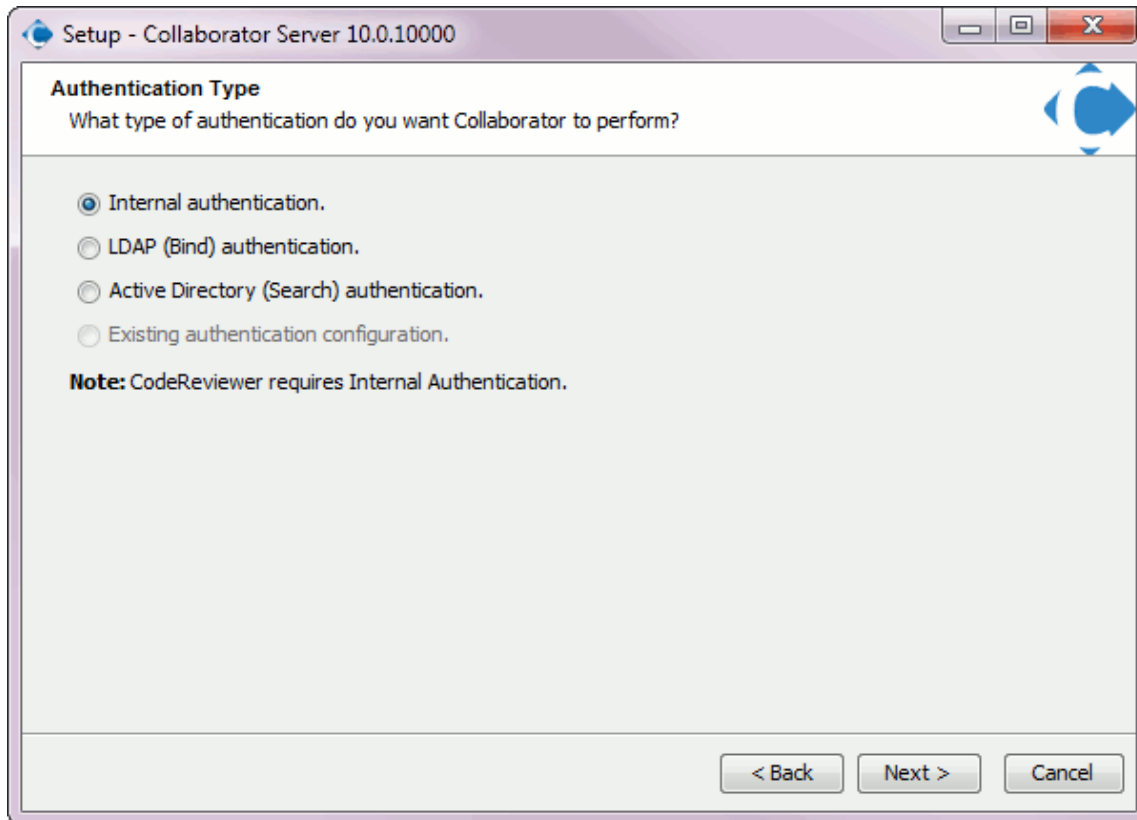 Setup - Collaborator Server 10.0.10000
Authentication Type
What type of authentication do you want Collaborator to perform?
Internal authentication.
LDAP (Bind) authentication.
Active Directory (Search) authentication.
Existing authentication configuration.
Note: CodeReviewer requires Internal Authentication.
< Back Next > Cancel